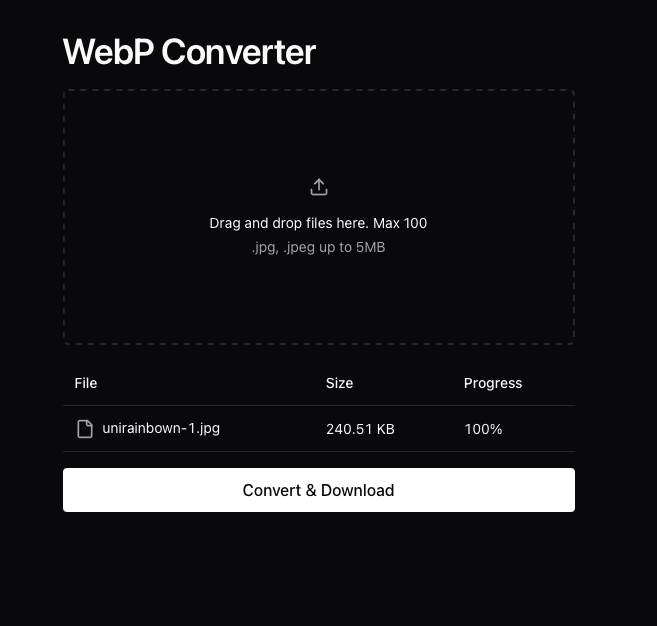 WebP Converter
Drag and drop files here. Max 100
.jpg, .jpeg up to 5MB
File Size Progress
unirainbown-1.jpg 240.51 KB 100%
Convert & Download